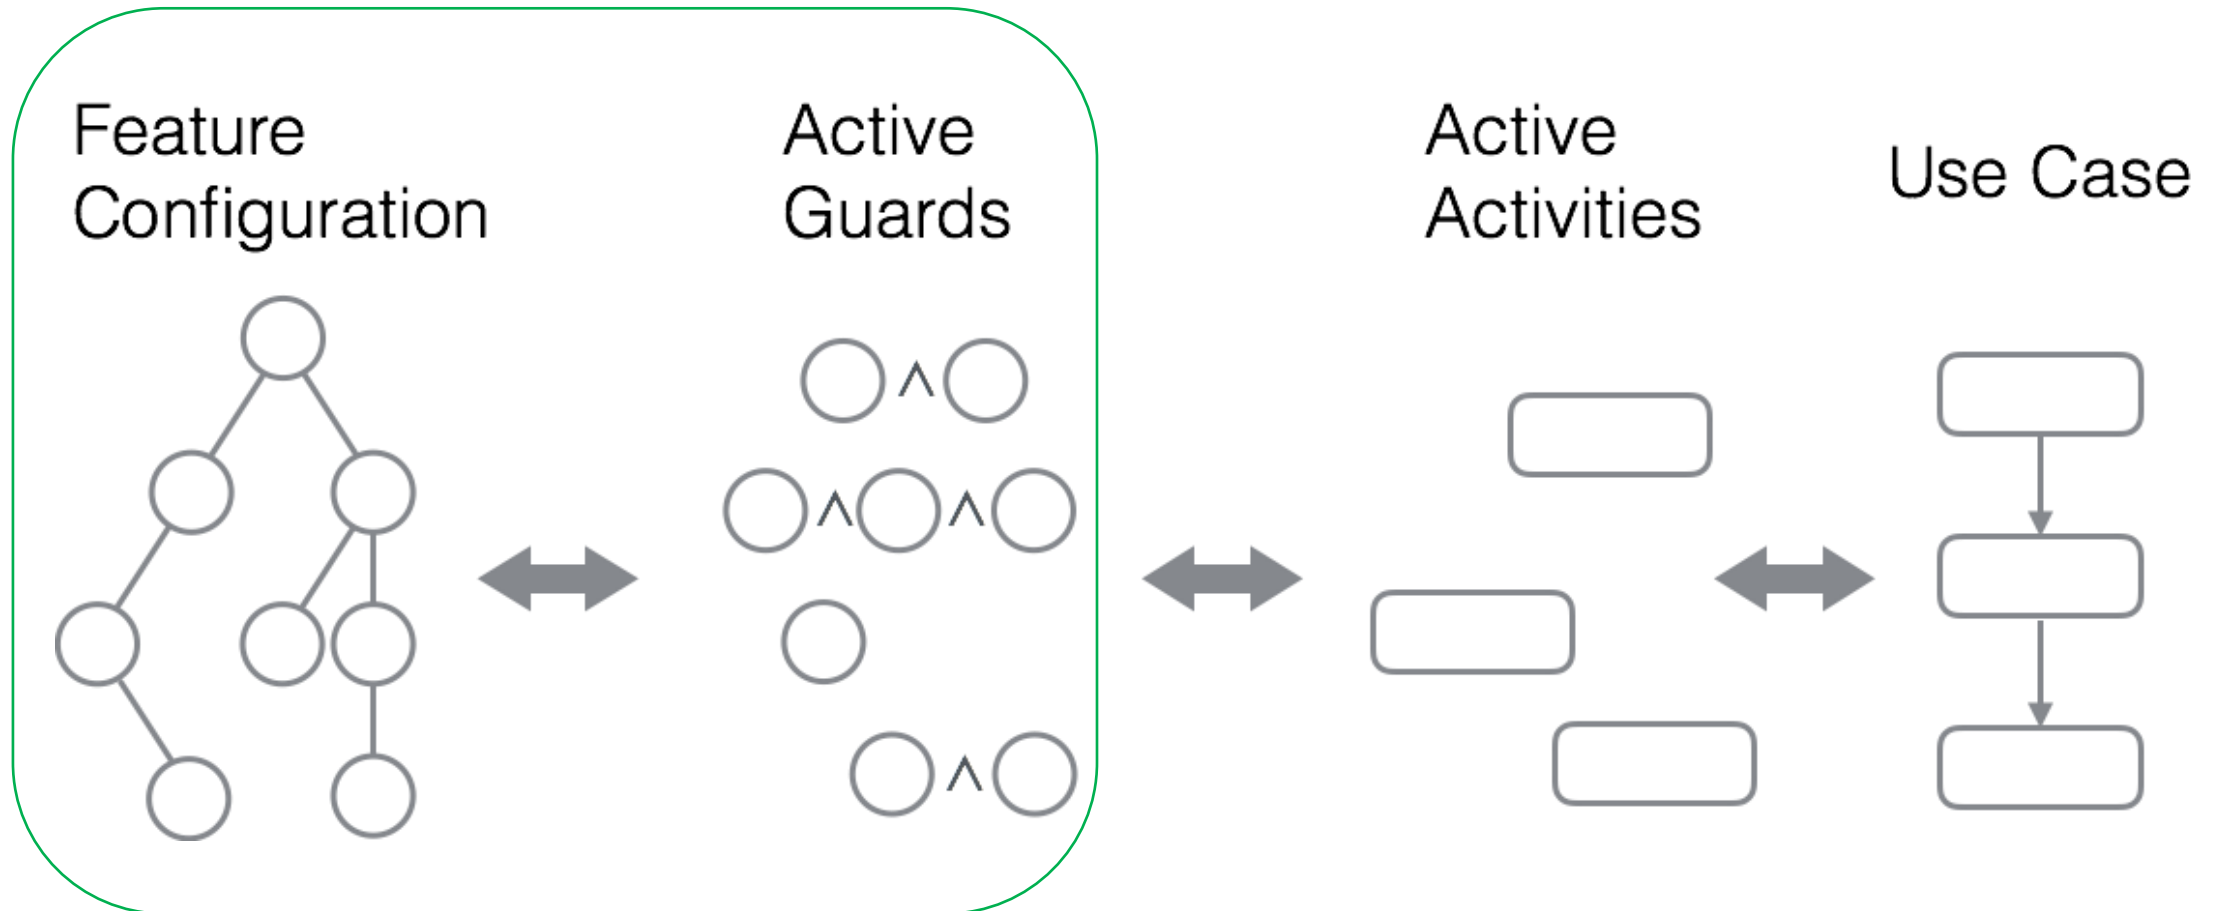 Feature
Configuration
Active
Guards
Active
Activities
Use Case
∧
∧ ∧
∧